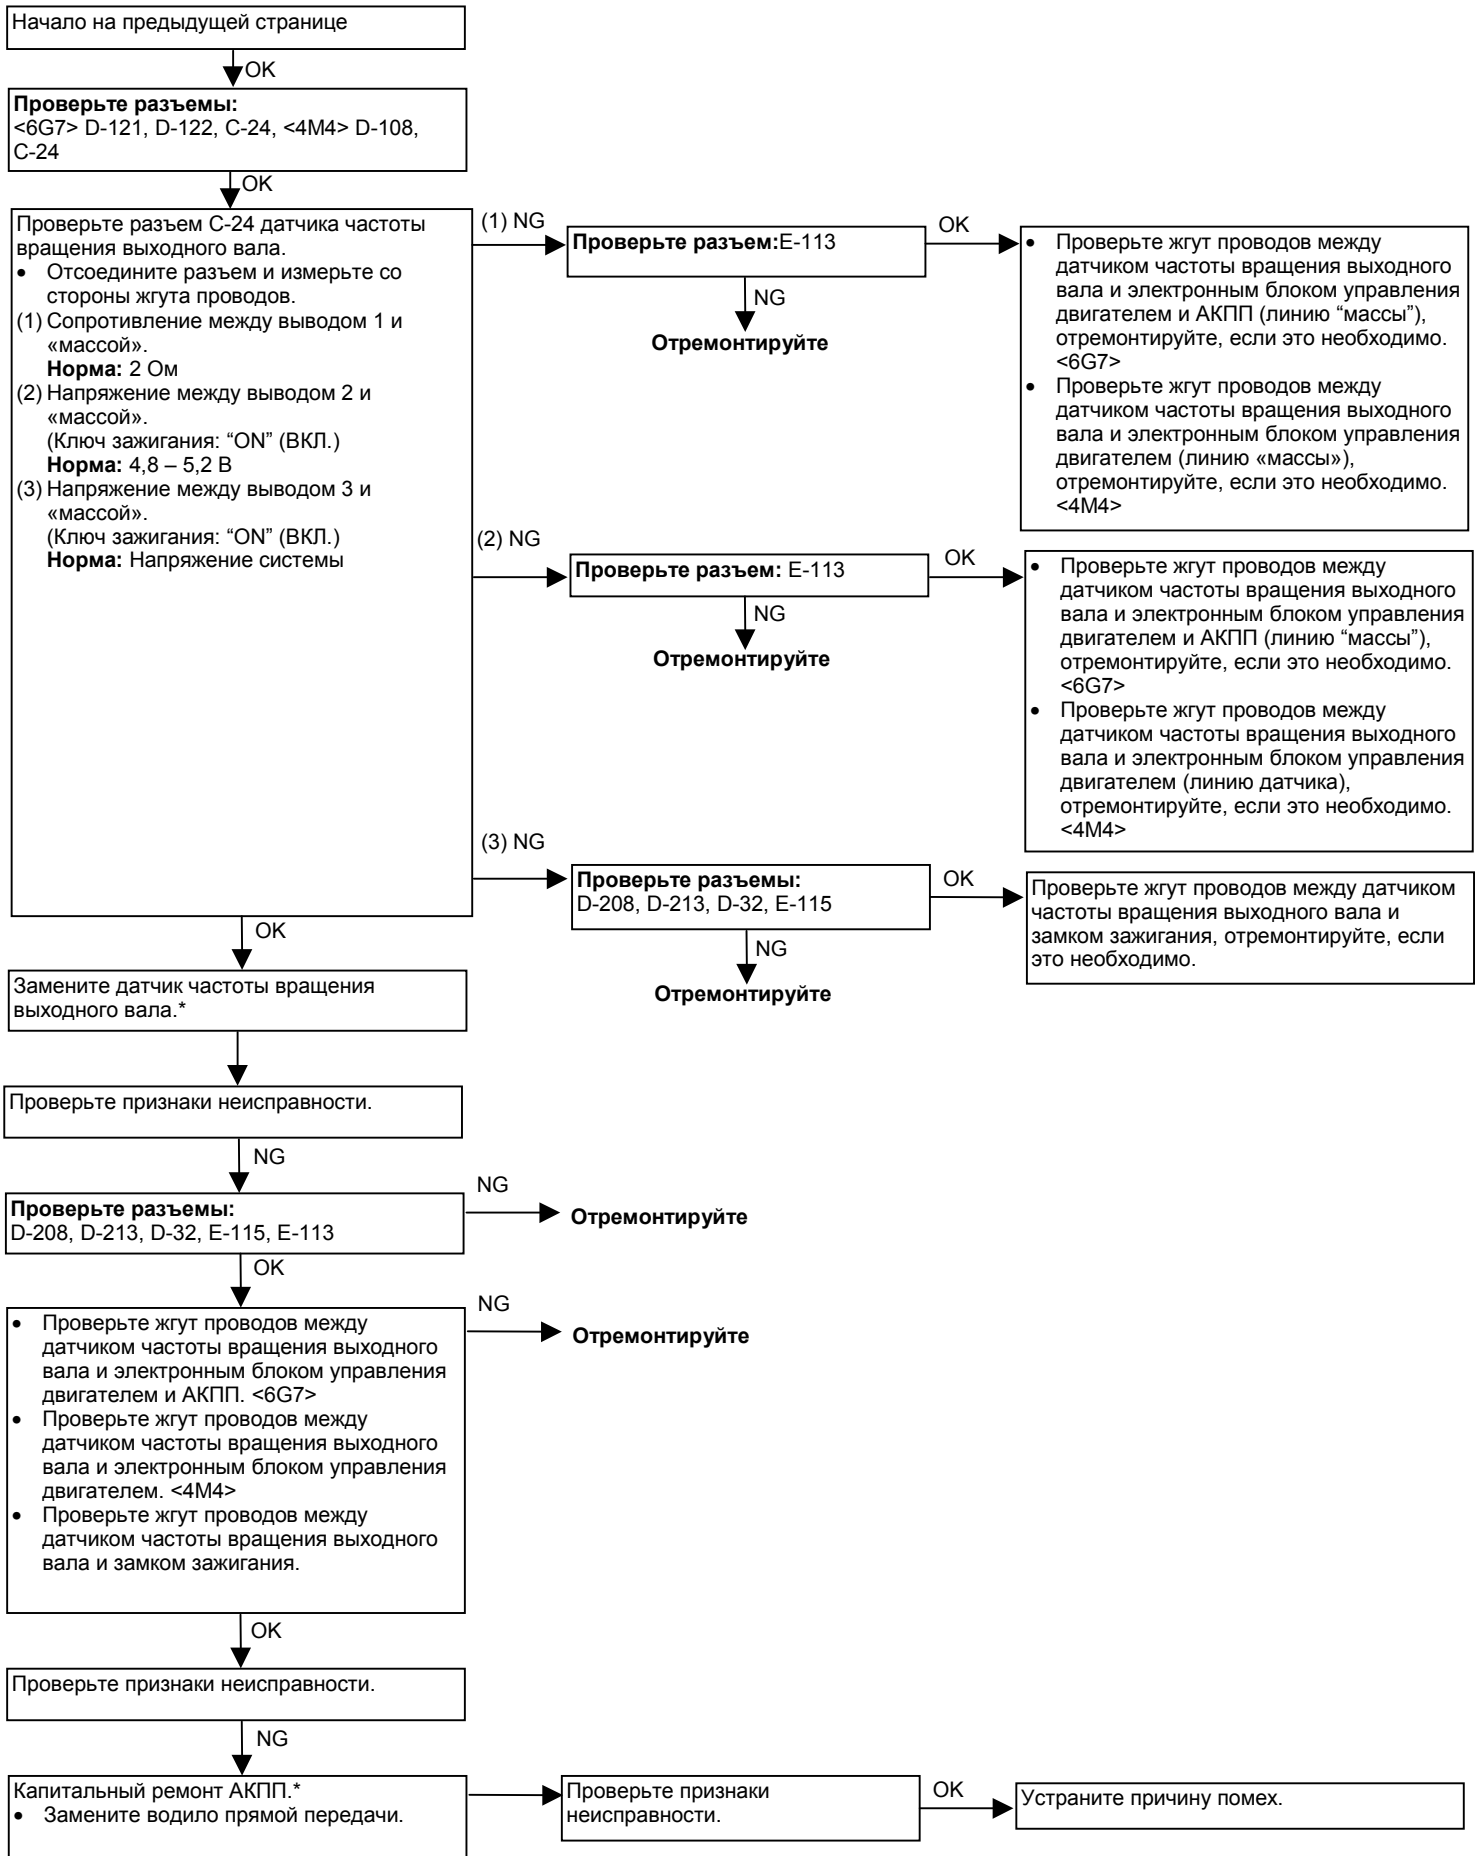 Начало на предыдущей странице
OK
Проверьте разъемы:
<6G7> D-121, D-122, C-24, <4M4> D-108,
C-24
OK
Проверьте разъем С-24 датчика частоты
вращения выходного вала.
• Отсоедините разъем и измерьте со
стороны жгута проводов.
(1) Сопротивление между выводом 1 и
«массой».
Норма: 2 Ом
(2) Напряжение между выводом 2 и
«массой».
(Ключ зажигания: “ON” (ВКЛ.)
Норма: 4,8 – 5,2 В
(3) Напряжение между выводом 3 и
«массой».
(Ключ зажигания: “ON” (ВКЛ.)
Норма: Напряжение системы
(1) NG
Проверьте разъем:E-113
NG
Отремонтируйте
OK
• Проверьте жгут проводов между
датчиком частоты вращения выходного
вала и электронным блоком управления
двигателем и АКПП (линию “массы”),
отремонтируйте, если это необходимо.
<6G7>
• Проверьте жгут проводов между
датчиком частоты вращения выходного
вала и электронным блоком управления
двигателем (линию «массы»),
отремонтируйте, если это необходимо.
<4M4>
(2) NG
Проверьте разъем: E-113
NG
Отремонтируйте
OK
• Проверьте жгут проводов между
датчиком частоты вращения выходного
вала и электронным блоком управления
двигателем и АКПП (линию “массы”),
отремонтируйте, если это необходимо.
<6G7>
• Проверьте жгут проводов между
датчиком частоты вращения выходного
вала и электронным блоком управления
двигателем (линию датчика),
отремонтируйте, если это необходимо.
<4M4>
(3) NG
Проверьте разъемы:
D-208, D-213, D-32, E-115
NG
Отремонтируйте
OK
Проверьте жгут проводов между датчиком
частоты вращения выходного вала и
замком зажигания, отремонтируйте, если
это необходимо.
OK
Замените датчик частоты вращения
выходного вала.*
Проверьте признаки неисправности.
NG
Проверьте разъемы:
D-208, D-213, D-32, E-115, E-113
NG
Отремонтируйте
OK
• Проверьте жгут проводов между
датчиком частоты вращения выходного
вала и электронным блоком управления
двигателем и АКПП. <6G7>
• Проверьте жгут проводов между
датчиком частоты вращения выходного
вала и электронным блоком управления
двигателем. <4M4>
• Проверьте жгут проводов между
датчиком частоты вращения выходного
вала и замком зажигания.
NG
Отремонтируйте
OK
Проверьте признаки неисправности.
NG
Капитальный ремонт АКПП.*
• Замените водило прямой передачи.
Проверьте признаки
неисправности.
OK
Устраните причину помех.